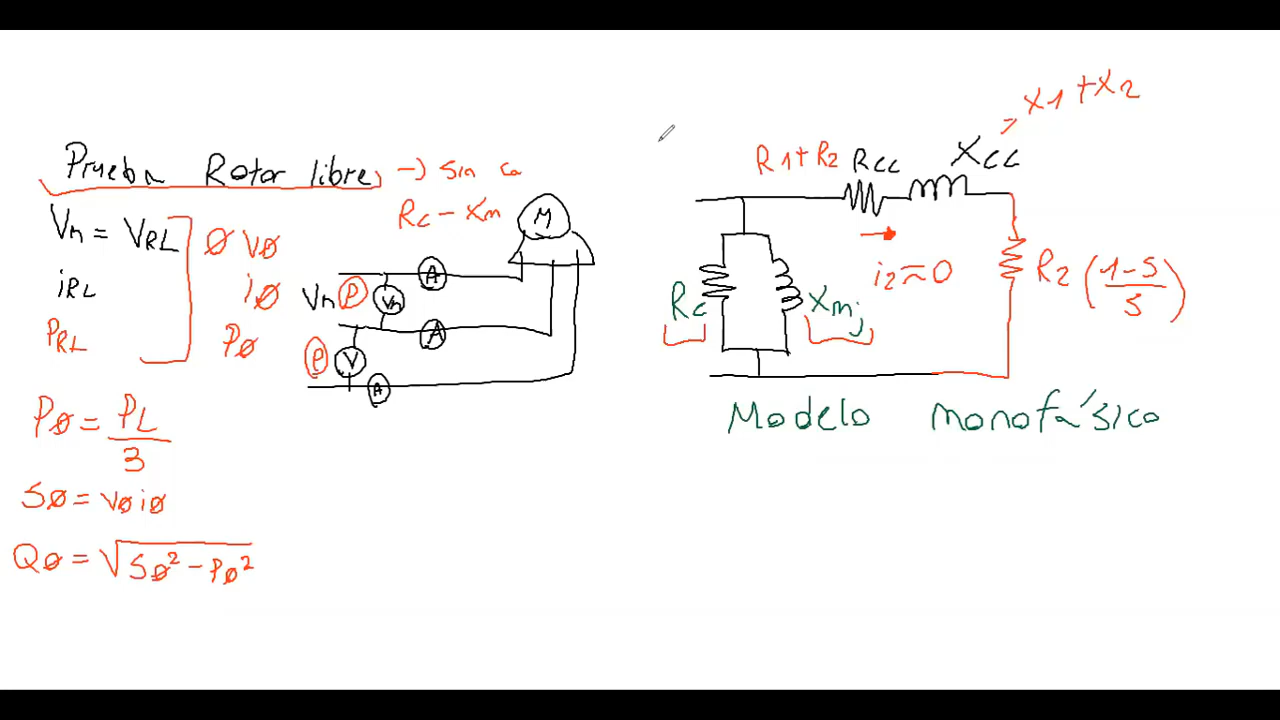 Prueba Rotor libre → Sin ca
Rc - Xm
Vn = VRL
iRL
PRL
Ø VØ
iØ
PØ
M
A
Vn P Vn
A
P V
A
PØ = PL/3
SØ = VØ iØ
QØ = √SØ² - PØ²
X1 + X2
R1 + R2 Rcc Xcc
i2 ≈ 0
R2 (1-S/S)
Rc Xmj
Modelo monofásico